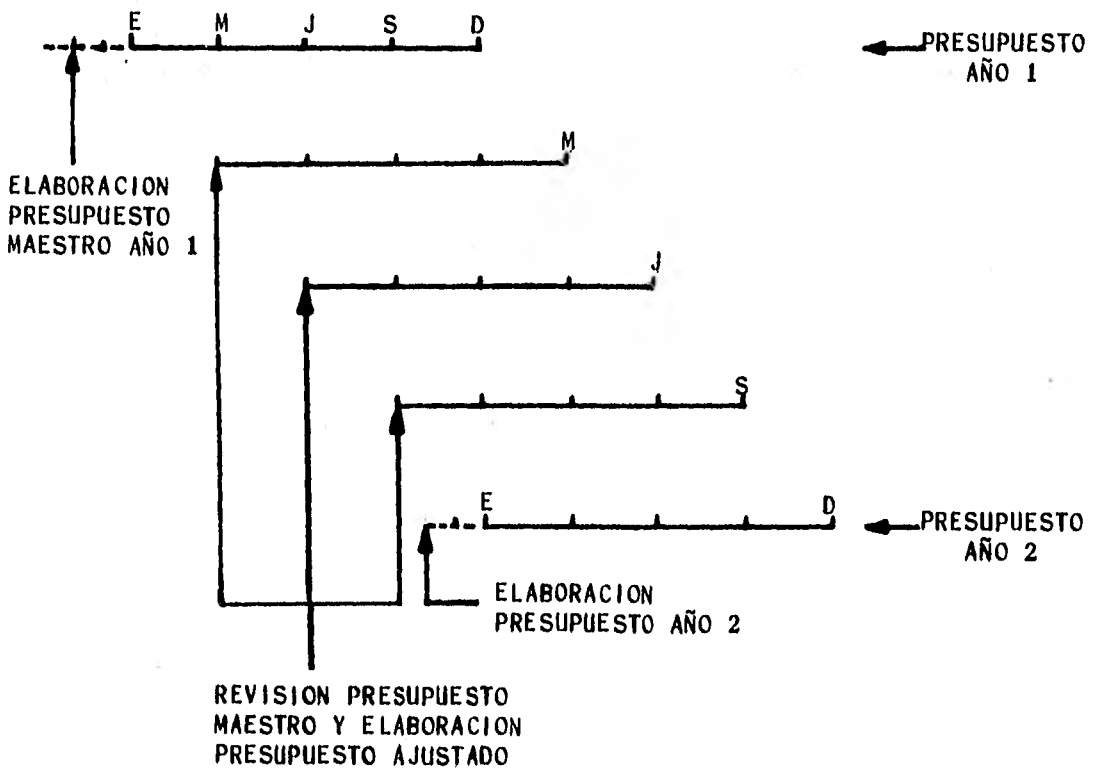 E M J S D
PRESUPUESTO
AÑO 1
M
ELABORACION
PRESUPUESTO
MAESTRO AÑO 1
J
S
E D
PRESUPUESTO
AÑO 2
ELABORACION
PRESUPUESTO AÑO 2
REVISION PRESUPUESTO
MAESTRO Y ELABORACION
PRESUPUESTO AJUSTADO